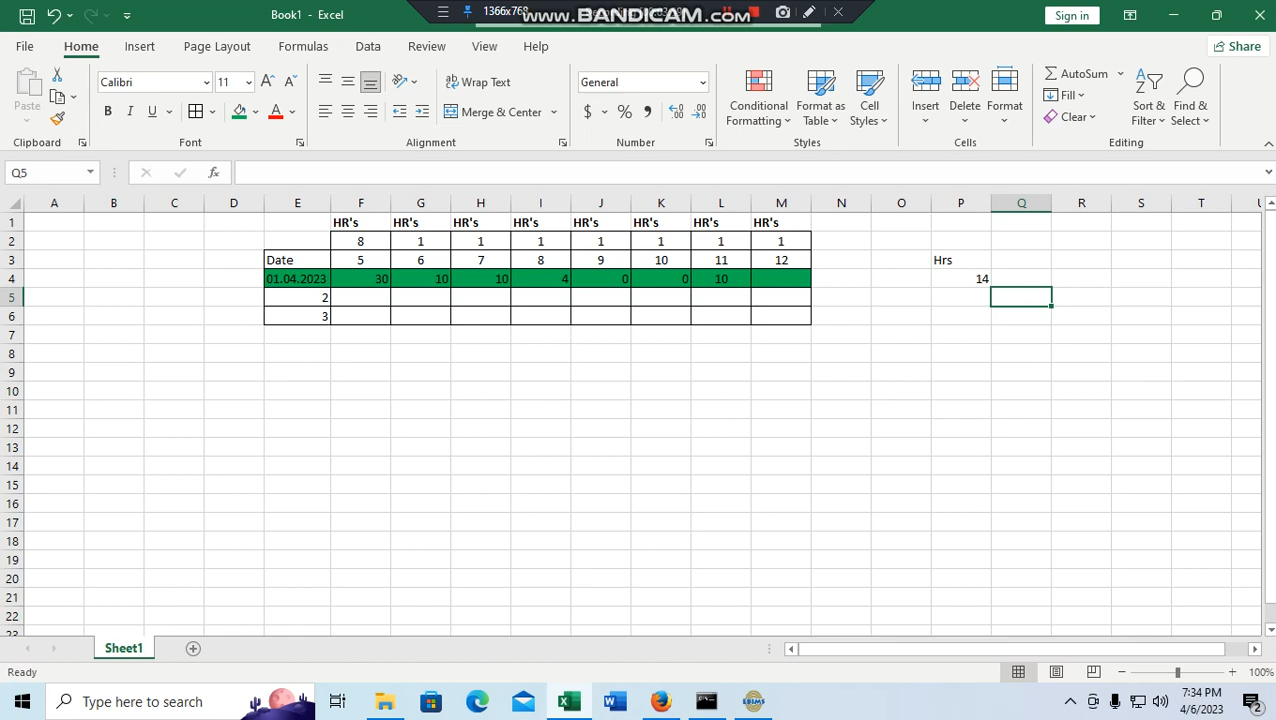 Book1 - Excel
1366x768
www.BANDICAM.com
Sign in
File Home Insert Page Layout Formulas Data Review View Help
Share
Paste
Calibri 11
Wrap Text
General
Merge & Center
Conditional Formatting
Format as Table
Cell Styles
Insert
Delete
Format
AutoSum
Fill
Clear
Sort & Filter
Find & Select
Clipboard Font Alignment Number Styles Cells Editing
Q5
fx
A B C D E F G H I J K L M N O P Q R S T U
1 HR's HR's HR's HR's HR's HR's HR's HR's
2 8 1 1 1 1 1 1 1
3 Date 5 6 7 8 9 10 11 12 Hrs
4 01.04.2023 30 10 10 4 0 0 10 14
5 2
6 3
7
8
9
10
11
12
13
14
15
16
17
18
19
20
21
22
23
Sheet1
Ready
100%
Type here to search
7:34 PM
4/6/2023
2